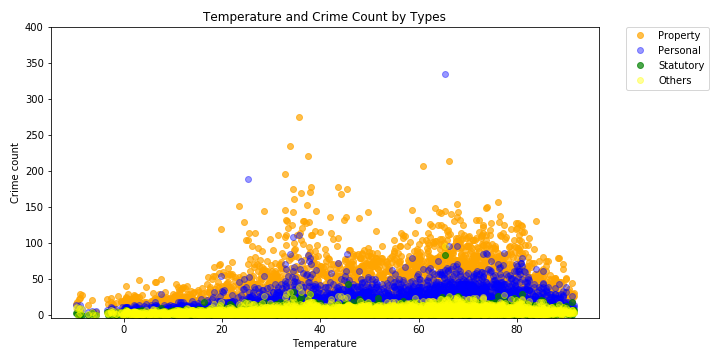 Temperature and Crime Count by Types
Crime count
400
350
300
250
200
150
100
50
0
0
20
40
60
80
Temperature
Property
Personal
Statutory
Others